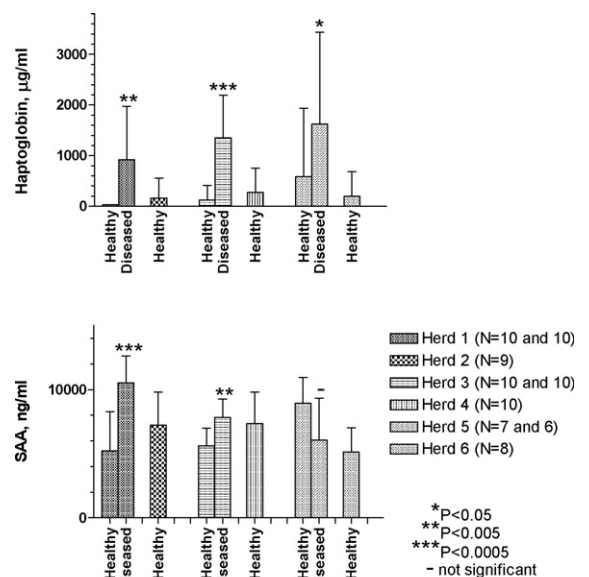 Haptoglobin, µg/ml
3000
2000
1000
0
**
***
*
Healthy
Diseased
Healthy
Healthy
Diseased
Healthy
Healthy
Diseased
Healthy
SAA, ng/ml
10000
0
***
**
–
Healthy
iseased
Healthy
Healthy
iseased
Healthy
Healthy
iseased
Healthy
Herd 1 (N=10 and 10)
Herd 2 (N=9)
Herd 3 (N=10 and 10)
Herd 4 (N=10)
Herd 5 (N=7 and 6)
Herd 6 (N=8)
*P<0.05
**P<0.005
***P<0.0005
– not significant